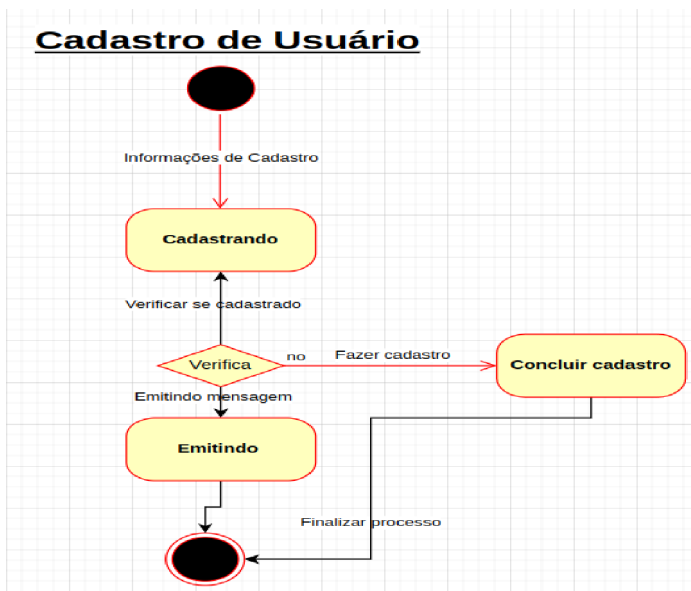 Cadastro de Usuário
Informações de Cadastro
Cadastrando
Verificar se cadastrado
Verifica
no
Fazer cadastro
Concluir cadastro
Emitindo mensagem
Emitindo
Finalizar processo